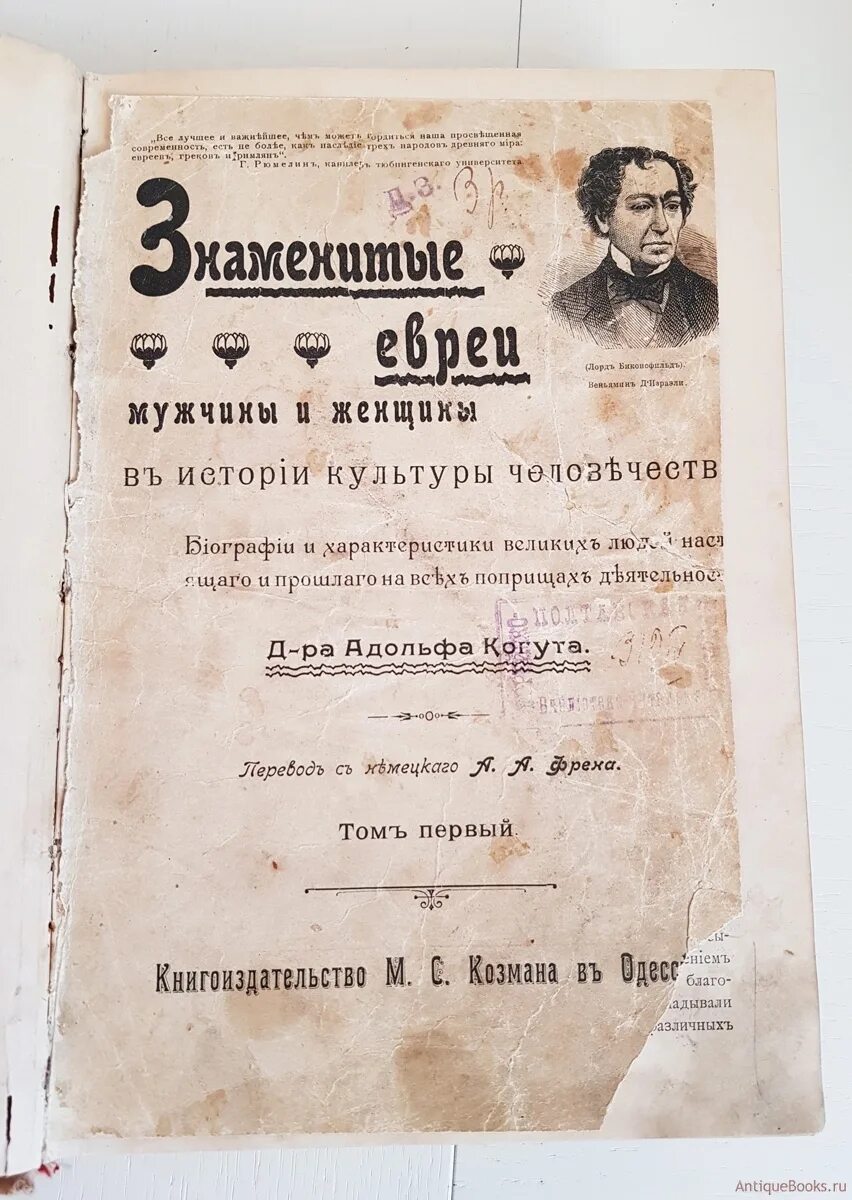 „Все лучшее и важнѣйшее, чѣмъ можетъ гордиться наша просвѣщенная
современность, есть не болѣе, какъ наслѣдіе трехъ народовъ древняго міра:
евреевъ, грековъ и римлянъ“.
Г. Рюмелинъ, канцлеръ тюбингенскаго университета
Д.З.
Знаменитые
евреи
мужчины и женщины
(Лордъ Биконсфильдъ).
Веньяминъ Д'Израэли.
въ исторіи культуры человѣчеств
Біографіи и характеристики великихъ людей наст
ящаго и прошлаго на всѣхъ поприщахъ дѣятельнос
Д-ра Адольфа Когута.
Переводъ съ нѣмецкаго А. А. Френа.
Томъ первый.
Книгоиздательство М. С. Козмана въ Одесс
сы-
еніемъ
благо-
адывали
азличныхъ
AntiqueBooks.ru